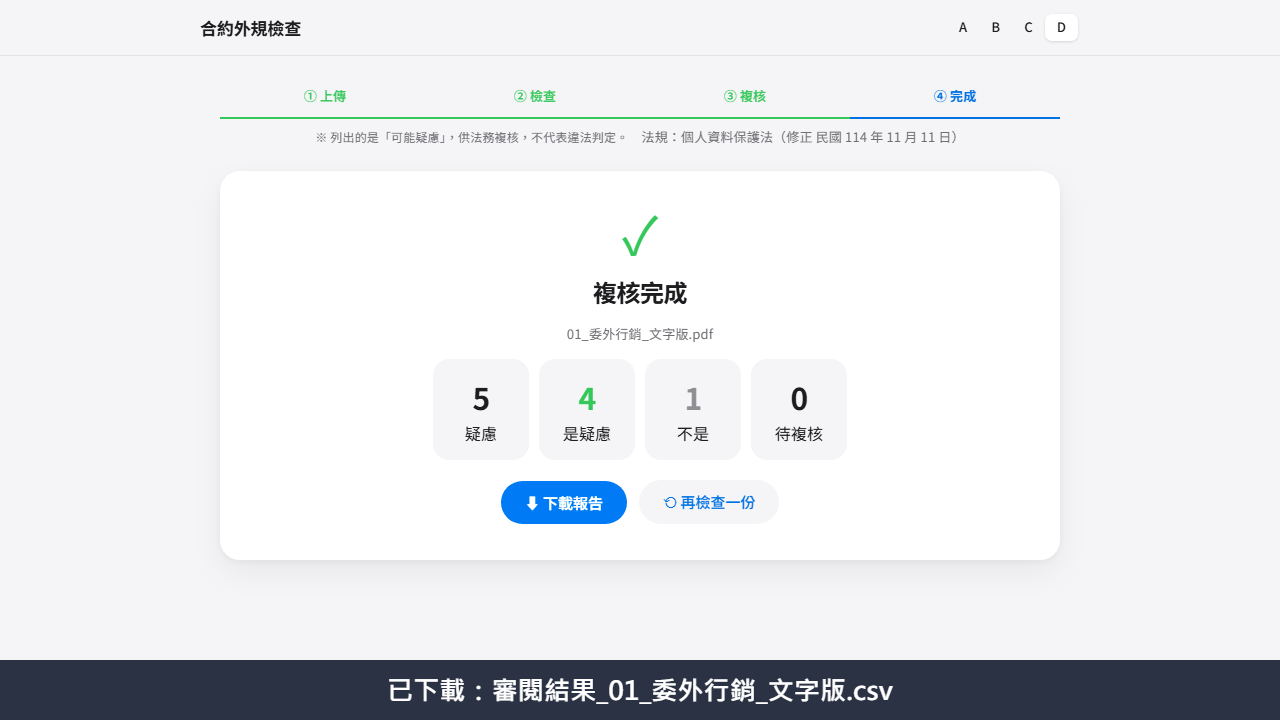 合約外規檢查
A B C D
① 上傳 ② 檢查 ③ 複核 ④ 完成
※ 列出的是「可能疑慮」，供法務複核，不代表違法判定。 法規：個人資料保護法（修正 民國 114 年 11 月 11 日）
✓
複核完成
01_委外行銷_文字版.pdf
5 4 1 0
疑慮 是疑慮 不是 待複核
⬇ 下載報告 ⟲ 再檢查一份
已下載：審閱結果_01_委外行銷_文字版.csv